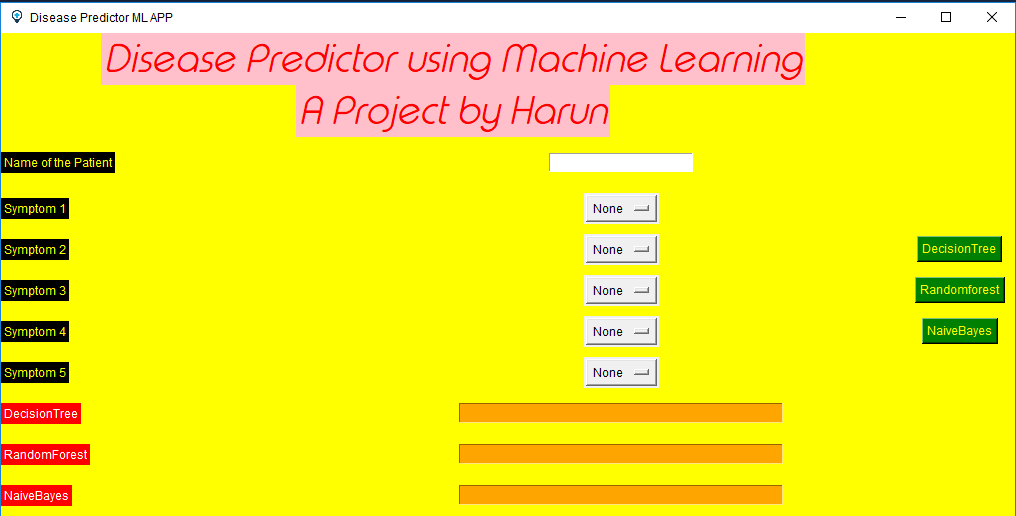 Disease Predictor ML APP
Disease Predictor using Machine Learning
A Project by Harun
Name of the Patient
Symptom 1
None
Symptom 2
None
DecisionTree
Symptom 3
None
Randomforest
Symptom 4
None
NaiveBayes
Symptom 5
None
DecisionTree
RandomForest
NaiveBayes